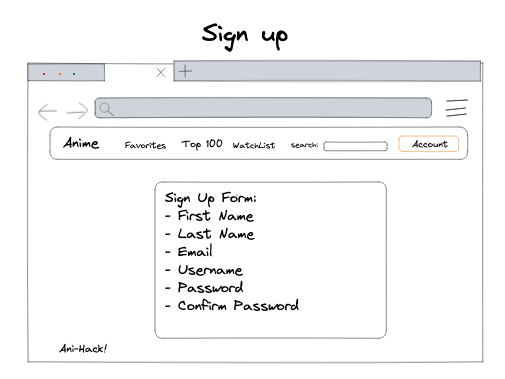 Sign up
Anime Favorites Top 100 WatchList search: Account
Sign Up Form:
- First Name
- Last Name
- Email
- Username
- Password
- Confirm Password
Ani-Hack!